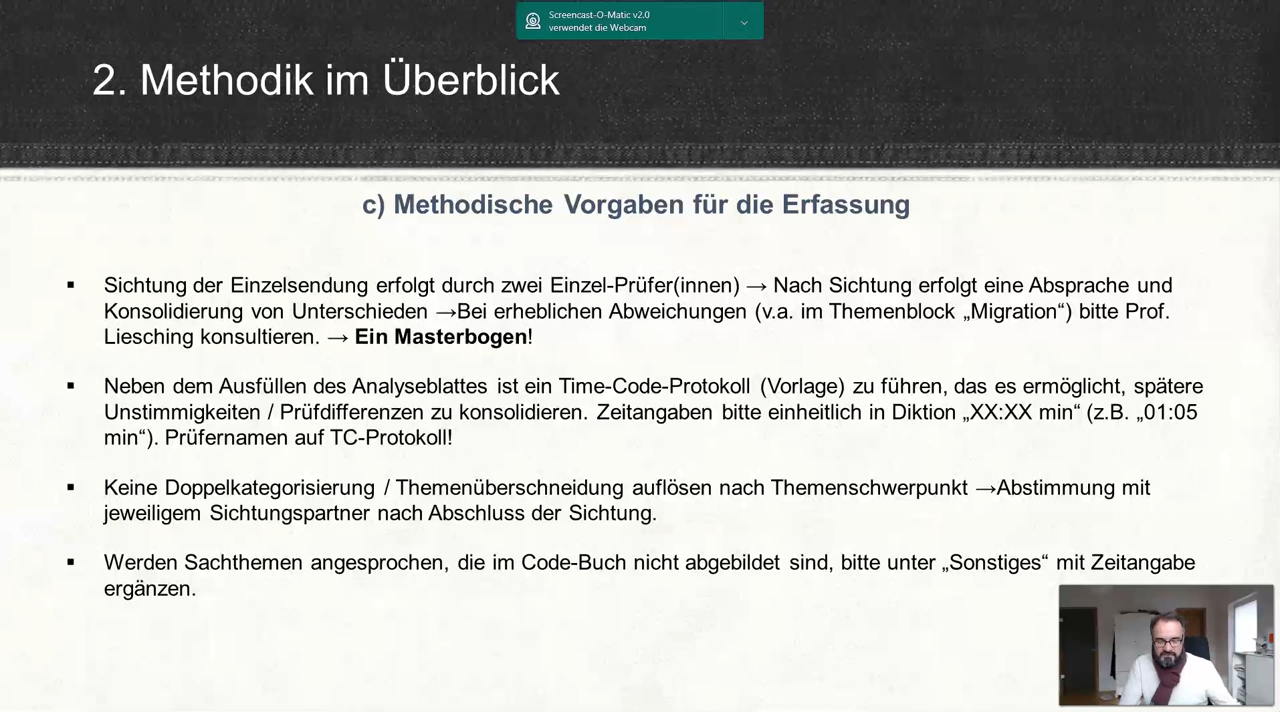 Screencast-O-Matic v2.0
verwendet die Webcam
2. Methodik im Überblick
c) Methodische Vorgaben für die Erfassung
▪ Sichtung der Einzelsendung erfolgt durch zwei Einzel-Prüfer(innen) → Nach Sichtung erfolgt eine Absprache und
Konsolidierung von Unterschieden →Bei erheblichen Abweichungen (v.a. im Themenblock „Migration“) bitte Prof.
Liesching konsultieren. → Ein Masterbogen!
▪ Neben dem Ausfüllen des Analyseblattes ist ein Time-Code-Protokoll (Vorlage) zu führen, das es ermöglicht, spätere
Unstimmigkeiten / Prüfdifferenzen zu konsolidieren. Zeitangaben bitte einheitlich in Diktion „XX:XX min“ (z.B. „01:05
min“). Prüfernamen auf TC-Protokoll!
▪ Keine Doppelkategorisierung / Themenüberschneidung auflösen nach Themenschwerpunkt →Abstimmung mit
jeweiligem Sichtungspartner nach Abschluss der Sichtung.
▪ Werden Sachthemen angesprochen, die im Code-Buch nicht abgebildet sind, bitte unter „Sonstiges“ mit Zeitangabe
ergänzen.